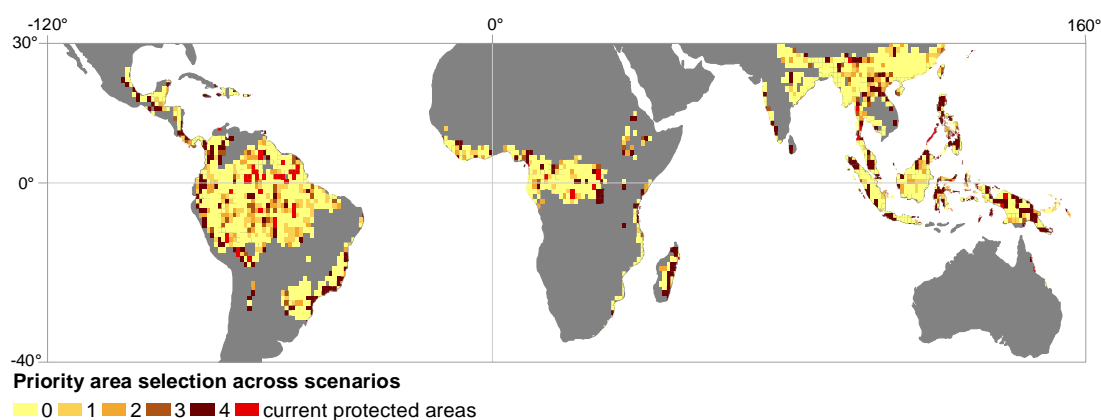 -120° 0° 160°
30°
0°
-40°
Priority area selection across scenarios
0 1 2 3 4 current protected areas